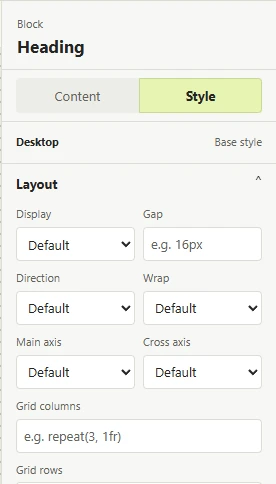 Block
Heading
Content Style
Desktop Base style
Layout ^
Display Gap
Default e.g. 16px
Direction Wrap
Default Default
Main axis Cross axis
Default Default
Grid columns
e.g. repeat(3, 1fr)
Grid rows